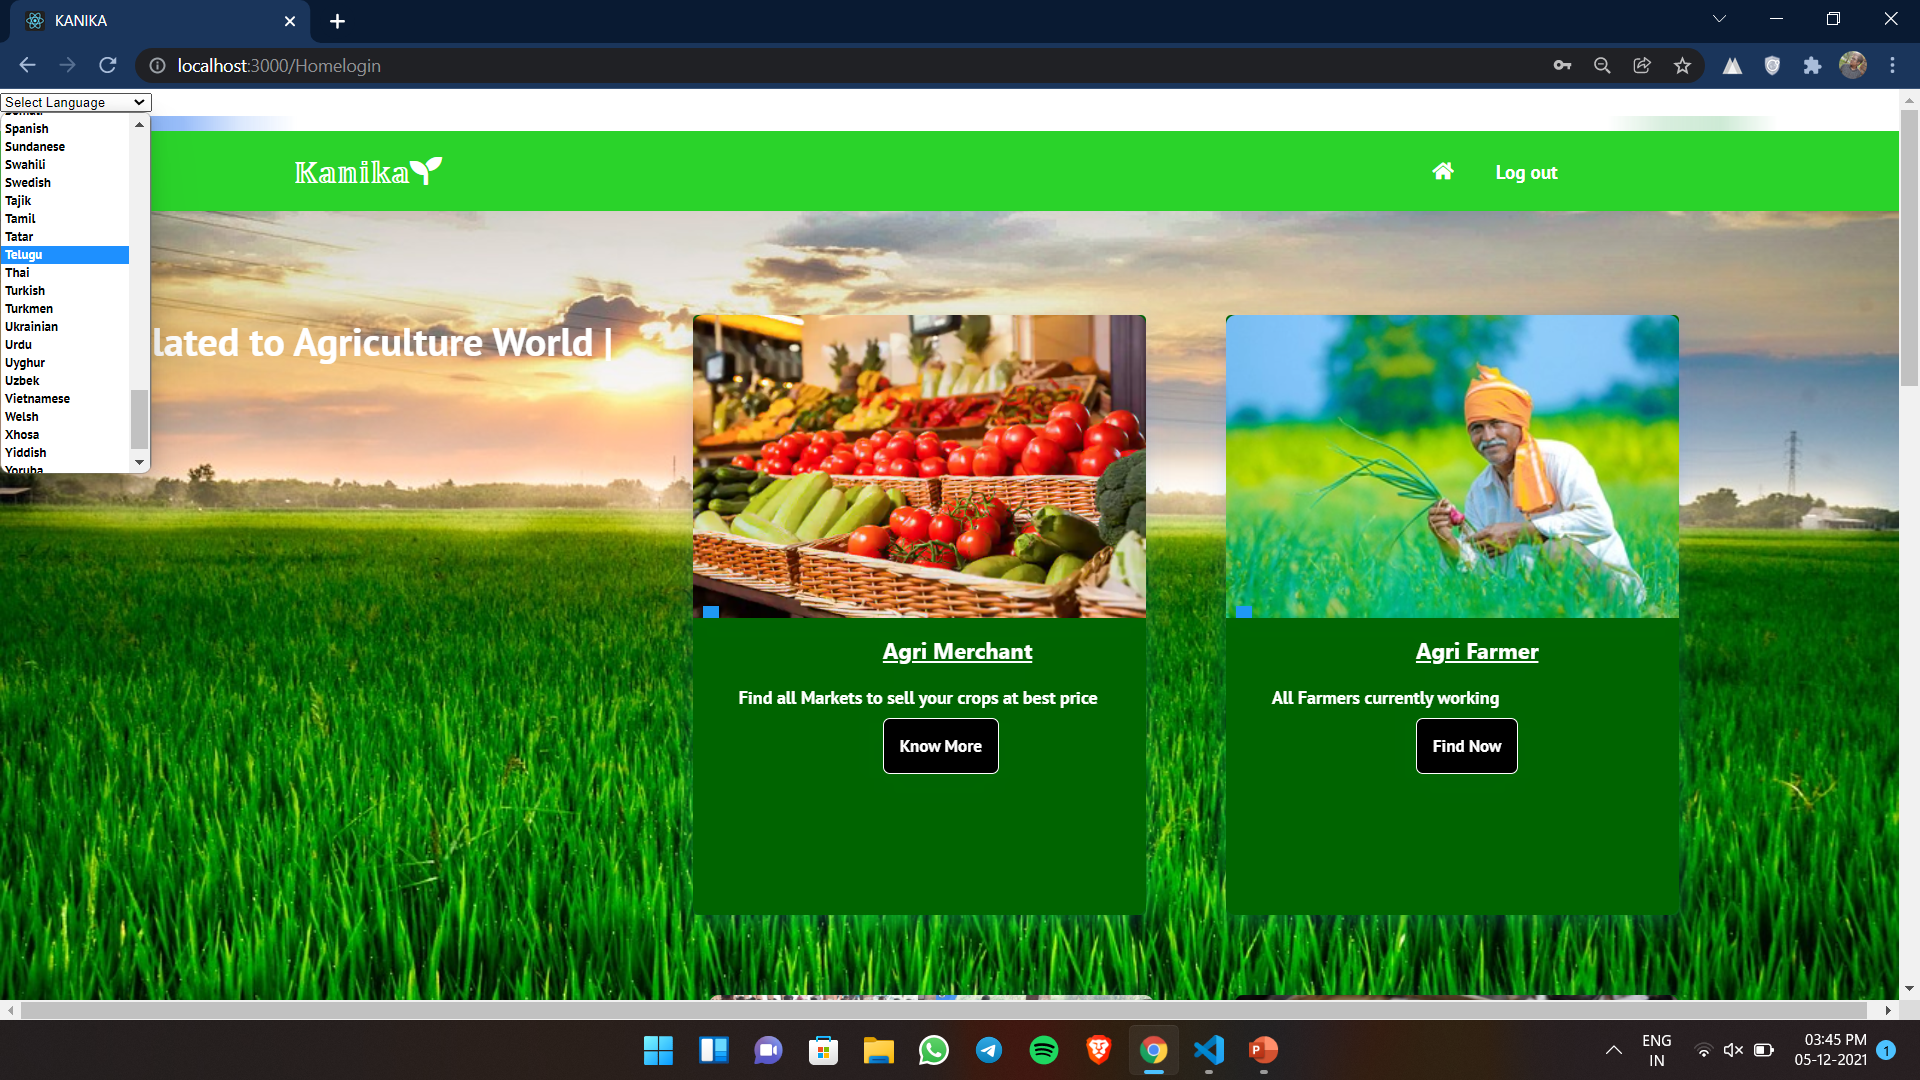 KANIKA
localhost:3000/Homelogin
Select Language
Somali
Spanish
Sundanese
Swahili
Swedish
Tajik
Tamil
Tatar
Telugu
Thai
Turkish
Turkmen
Ukrainian
Urdu
Uyghur
Uzbek
Vietnamese
Welsh
Xhosa
Yiddish
Yoruba
Kanika
Log out
lated to Agriculture World |
Agri Merchant
Find all Markets to sell your crops at best price
Know More
Agri Farmer
All Farmers currently working
Find Now
ENG
IN
03:45 PM
05-12-2021
1